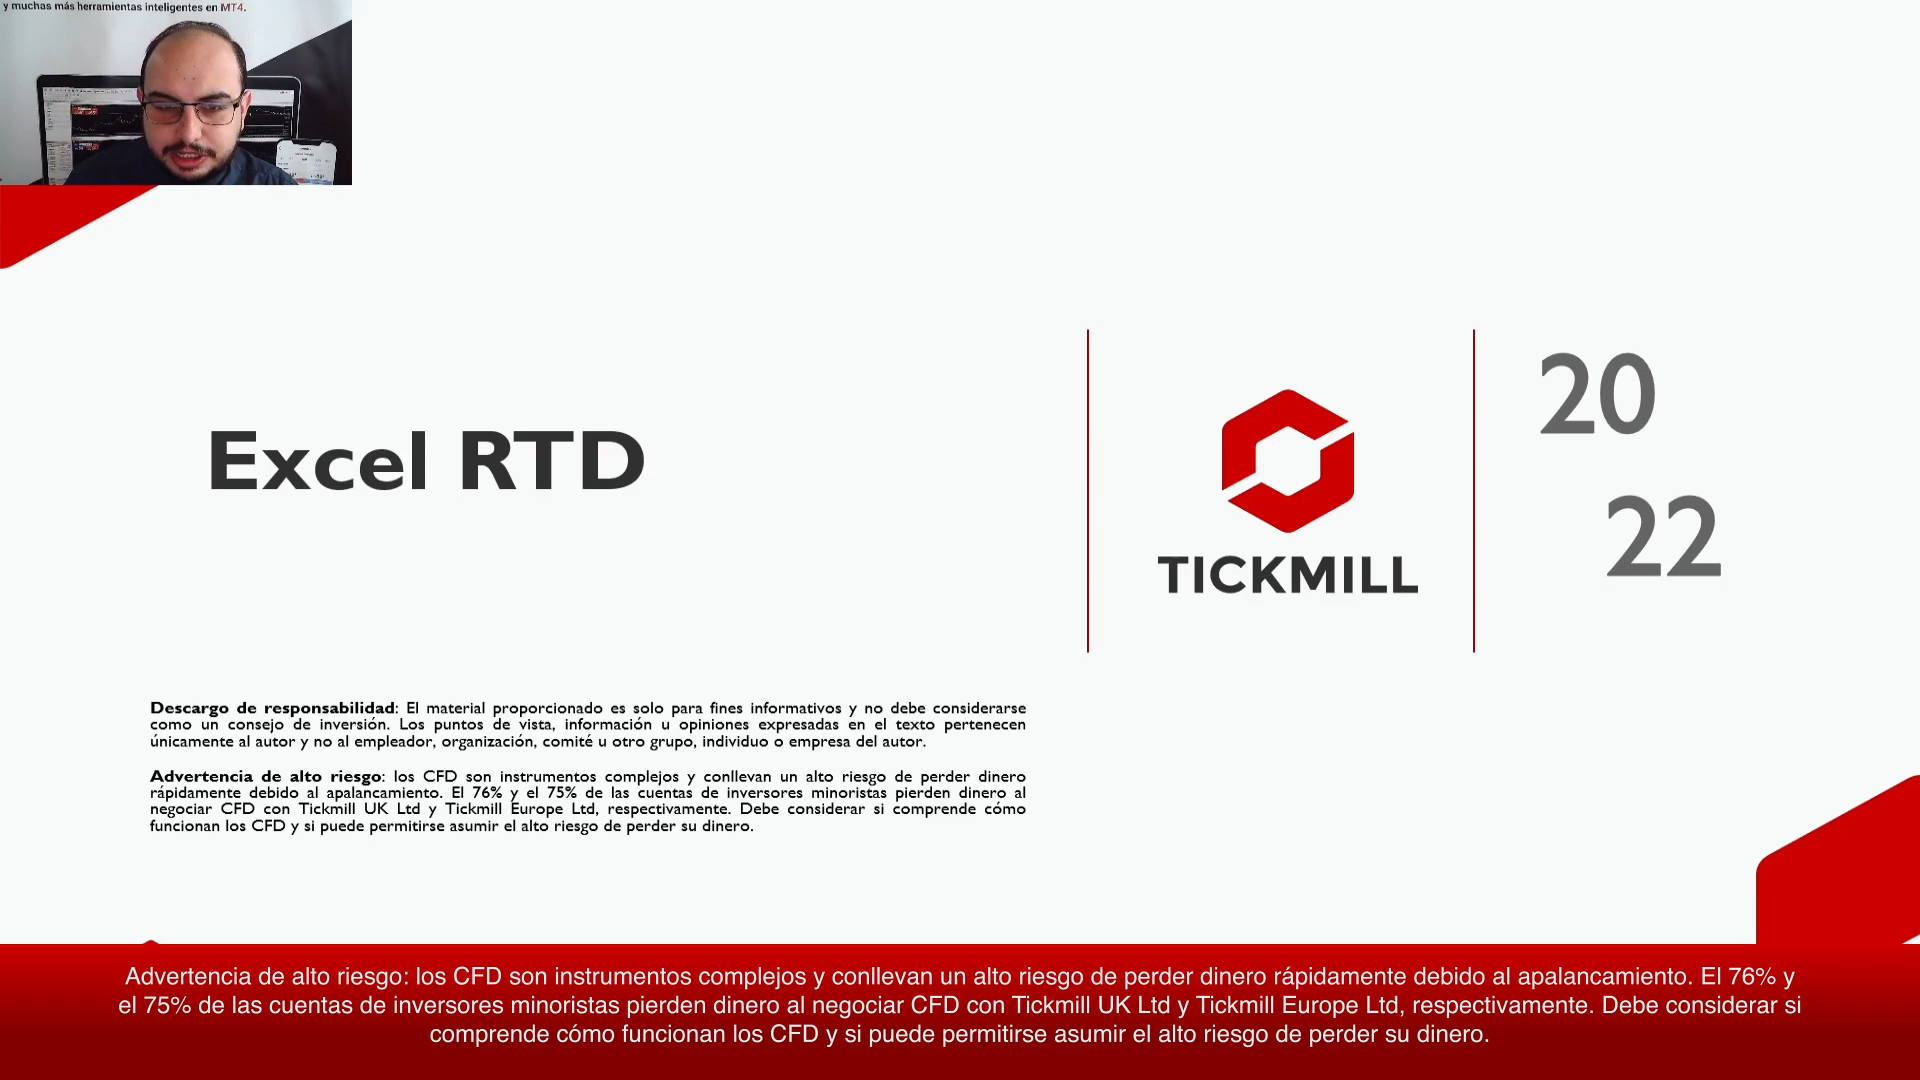 y muchas más herramientas inteligentes en MT4.
Excel RTD
TICKMILL
20
22
Descargo de responsabilidad: El material proporcionado es solo para fines informativos y no debe considerarse
como un consejo de inversión. Los puntos de vista, información u opiniones expresadas en el texto pertenecen
únicamente al autor y no al empleador, organización, comité u otro grupo, individuo o empresa del autor.
Advertencia de alto riesgo: los CFD son instrumentos complejos y conllevan un alto riesgo de perder dinero
rápidamente debido al apalancamiento. El 76% y el 75% de las cuentas de inversores minoristas pierden dinero al
negociar CFD con Tickmill UK Ltd y Tickmill Europe Ltd, respectivamente. Debe considerar si comprende cómo
funcionan los CFD y si puede permitirse asumir el alto riesgo de perder su dinero.
Advertencia de alto riesgo: los CFD son instrumentos complejos y conllevan un alto riesgo de perder dinero rápidamente debido al apalancamiento. El 76% y
el 75% de las cuentas de inversores minoristas pierden dinero al negociar CFD con Tickmill UK Ltd y Tickmill Europe Ltd, respectivamente. Debe considerar si
comprende cómo funcionan los CFD y si puede permitirse asumir el alto riesgo de perder su dinero.